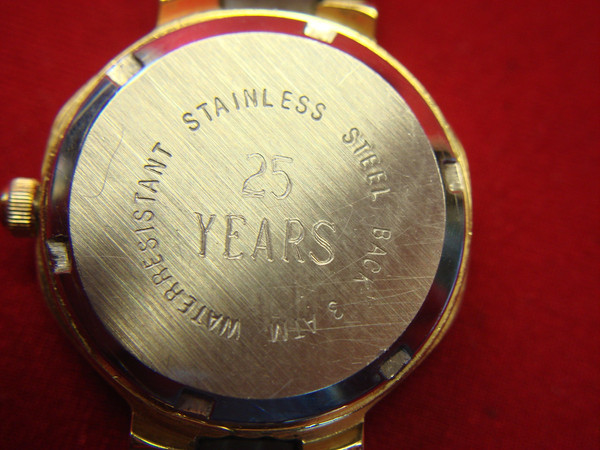 STAINLESS STEEL BACK 3 ATM WATERRESISTANT
25
YEARS